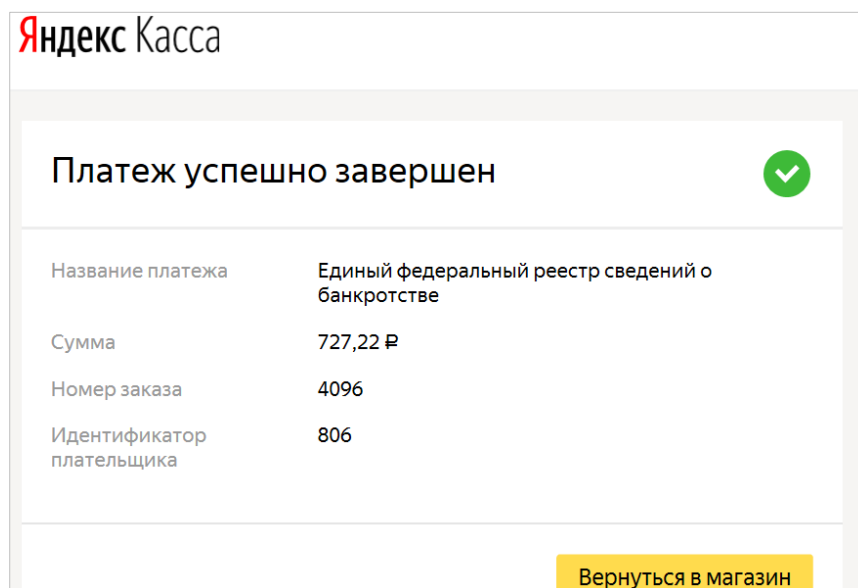 Яндекс Касса
Платеж успешно завершен
Название платежа Единый федеральный реестр сведений о
банкротстве
Сумма 727,22 ₽
Номер заказа 4096
Идентификатор 806
плательщика
Вернуться в магазин